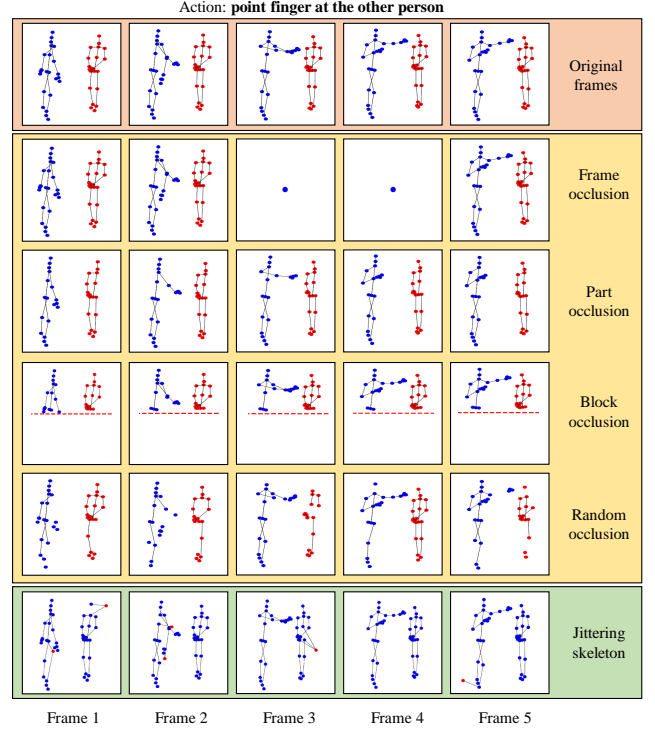 Action: point finger at the other person
Original
frames
Frame
occlusion
Part
occlusion
Block
occlusion
Random
occlusion
Jittering
skeleton
Frame 1 Frame 2 Frame 3 Frame 4 Frame 5